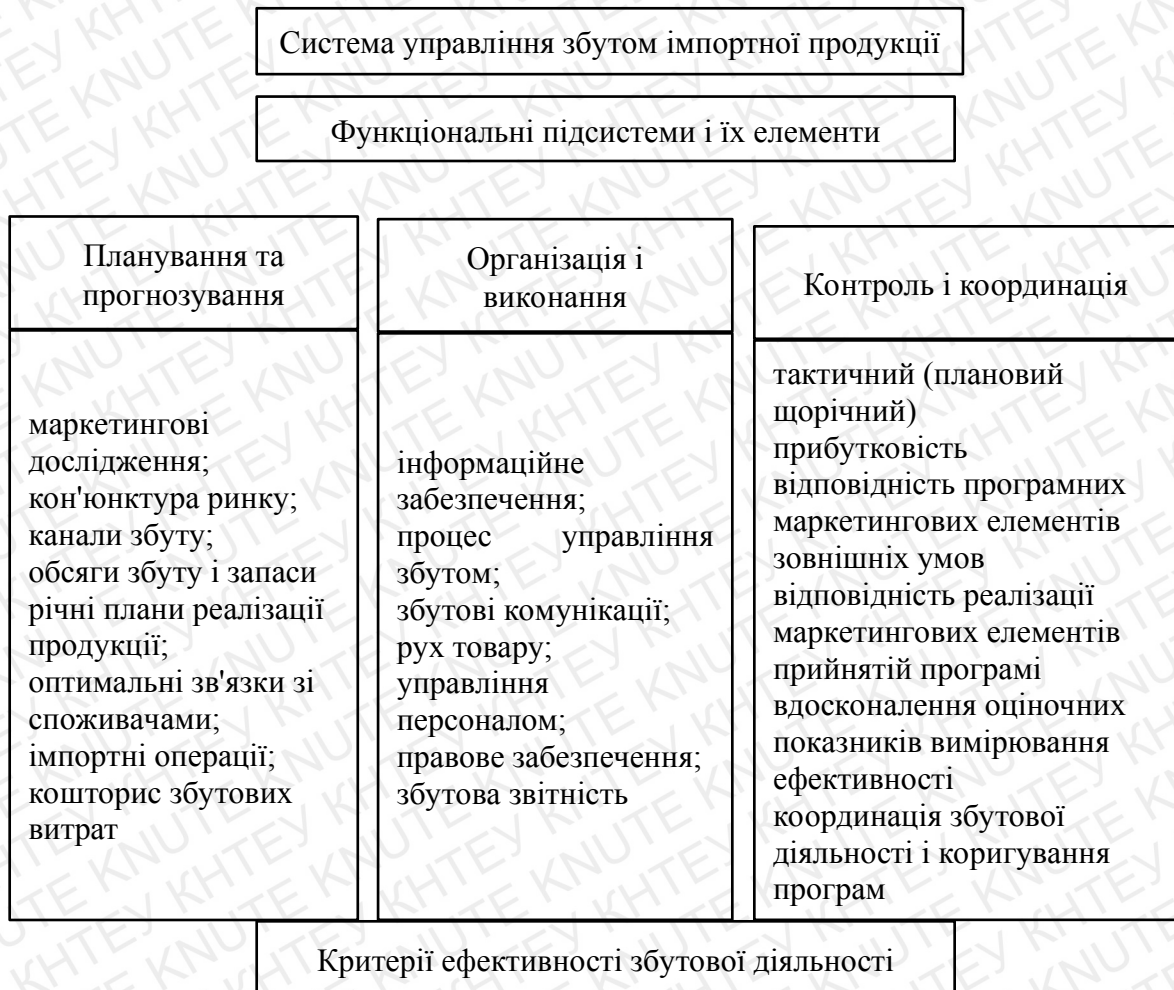 Система управління збутом імпортної продукції
Функціональні підсистеми і їх елементи
Планування та
прогнозування
маркетингові
дослідження;
кон'юнктура ринку;
канали збуту;
обсяги збуту і запаси
річні плани реалізації
продукції;
оптимальні зв'язки зі
споживачами;
імпортні операції;
кошторис збутових
витрат
Організація і
виконання
інформаційне
забезпечення;
процес управління
збутом;
збутові комунікації;
рух товару;
управління
персоналом;
правове забезпечення;
збутова звітність
Контроль і координація
тактичний (плановий
щорічний)
прибутковість
відповідність програмних
маркетингових елементів
зовнішніх умов
відповідність реалізації
маркетингових елементів
прийнятій програмі
вдосконалення оціночних
показників вимірювання
ефективності
координація збутової
діяльності і коригування
програм
Критерії ефективності збутової діяльності